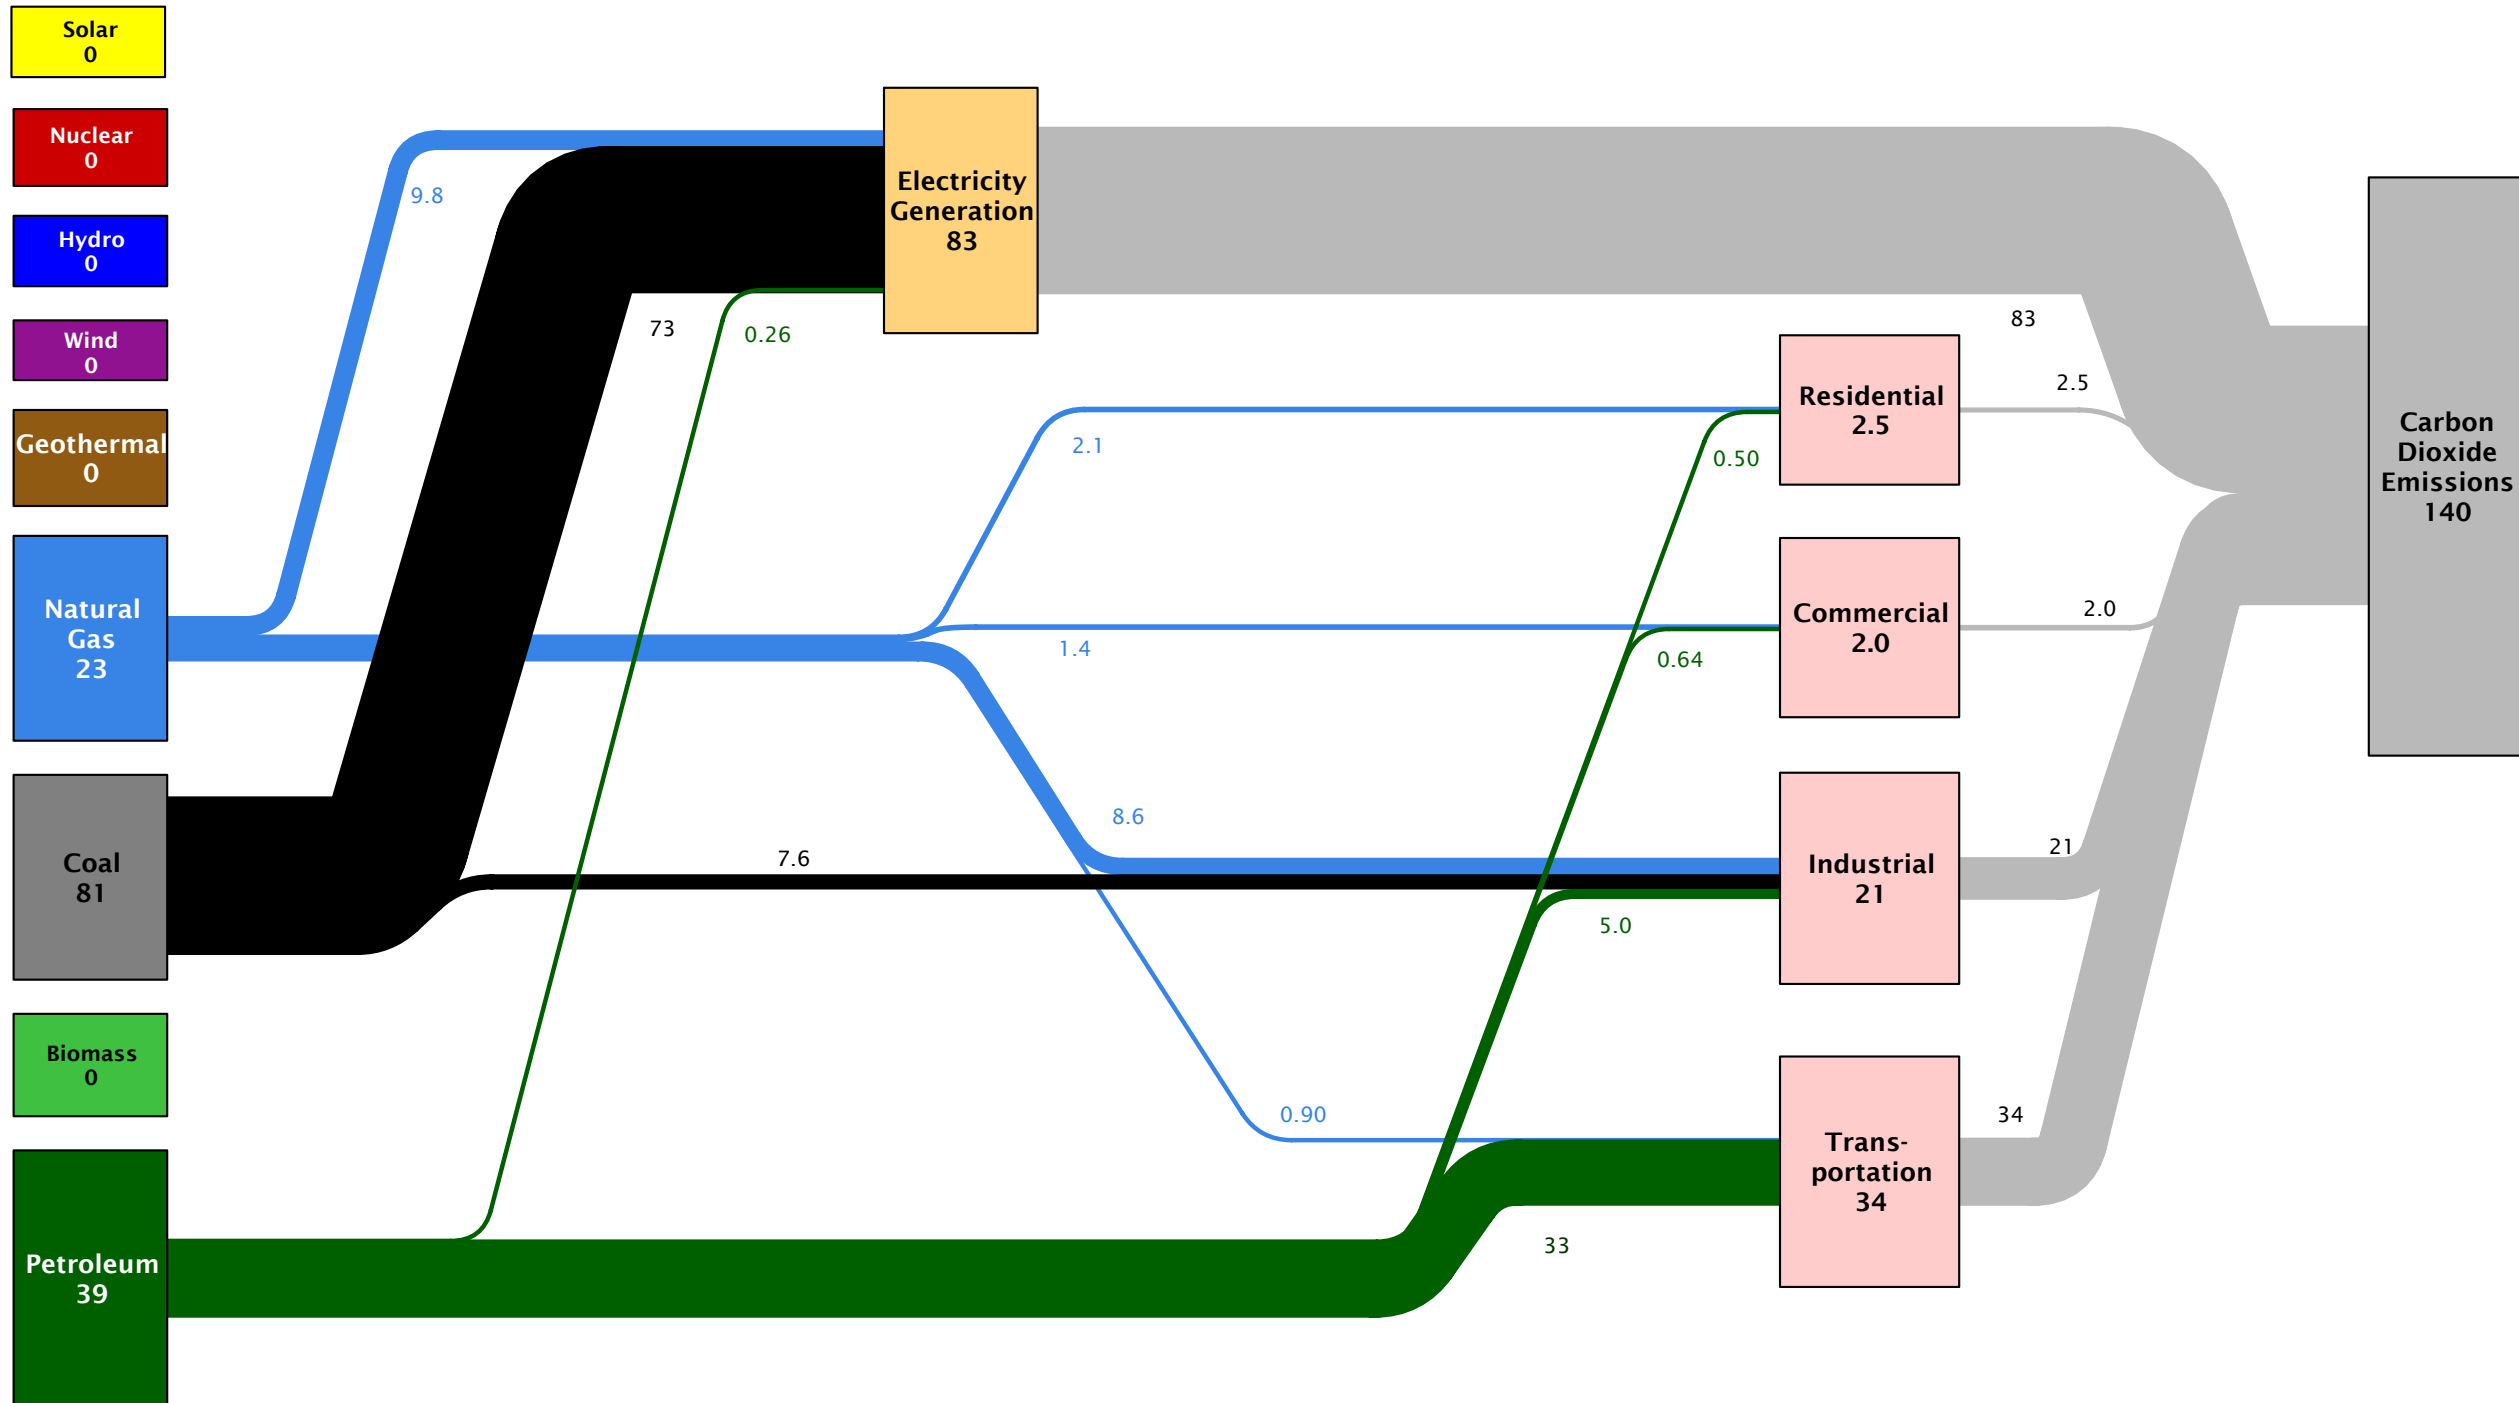 Solar
0
Nuclear
0
Hydro
0
Wind
0
Geothermal
0
Natural
Gas
23
Coal
81
Biomass
0
Petroleum
39
9.8
73
0.26
Electricity
Generation
83
2.1
1.4
8.6
7.6
0.90
0.50
0.64
5.0
33
Residential
2.5
Commercial
2.0
Industrial
21
Trans-
portation
34
83
2.5
2.0
21
34
Carbon
Dioxide
Emissions
140